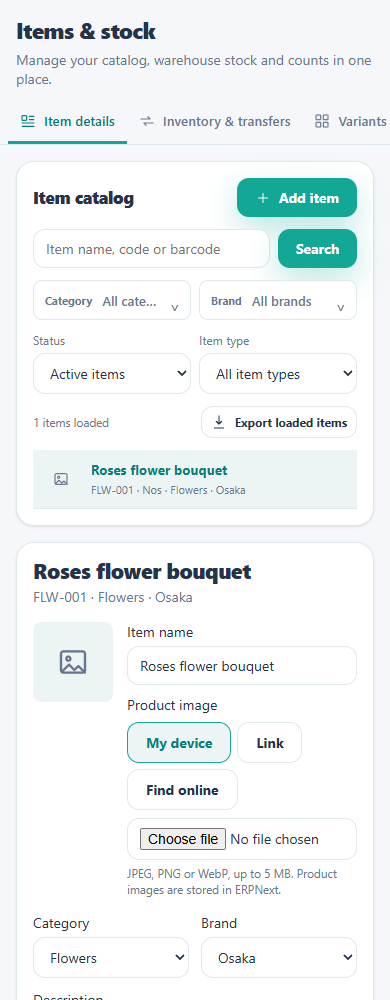 Items & stock
Manage your catalog, warehouse stock and counts in one
place.
Item details
Inventory & transfers
Variants
Item catalog
+ Add item
Item name, code or barcode
Search
Category All cate...
Brand All brands
Status
Item type
Active items
All item types
1 items loaded
Export loaded items
Roses flower bouquet
FLW-001 · Nos · Flowers · Osaka
Roses flower bouquet
FLW-001 · Flowers · Osaka
Item name
Roses flower bouquet
Product image
My device
Link
Find online
Choose file No file chosen
JPEG, PNG or WebP, up to 5 MB. Product
images are stored in ERPNext.
Category
Brand
Flowers
Osaka
Description